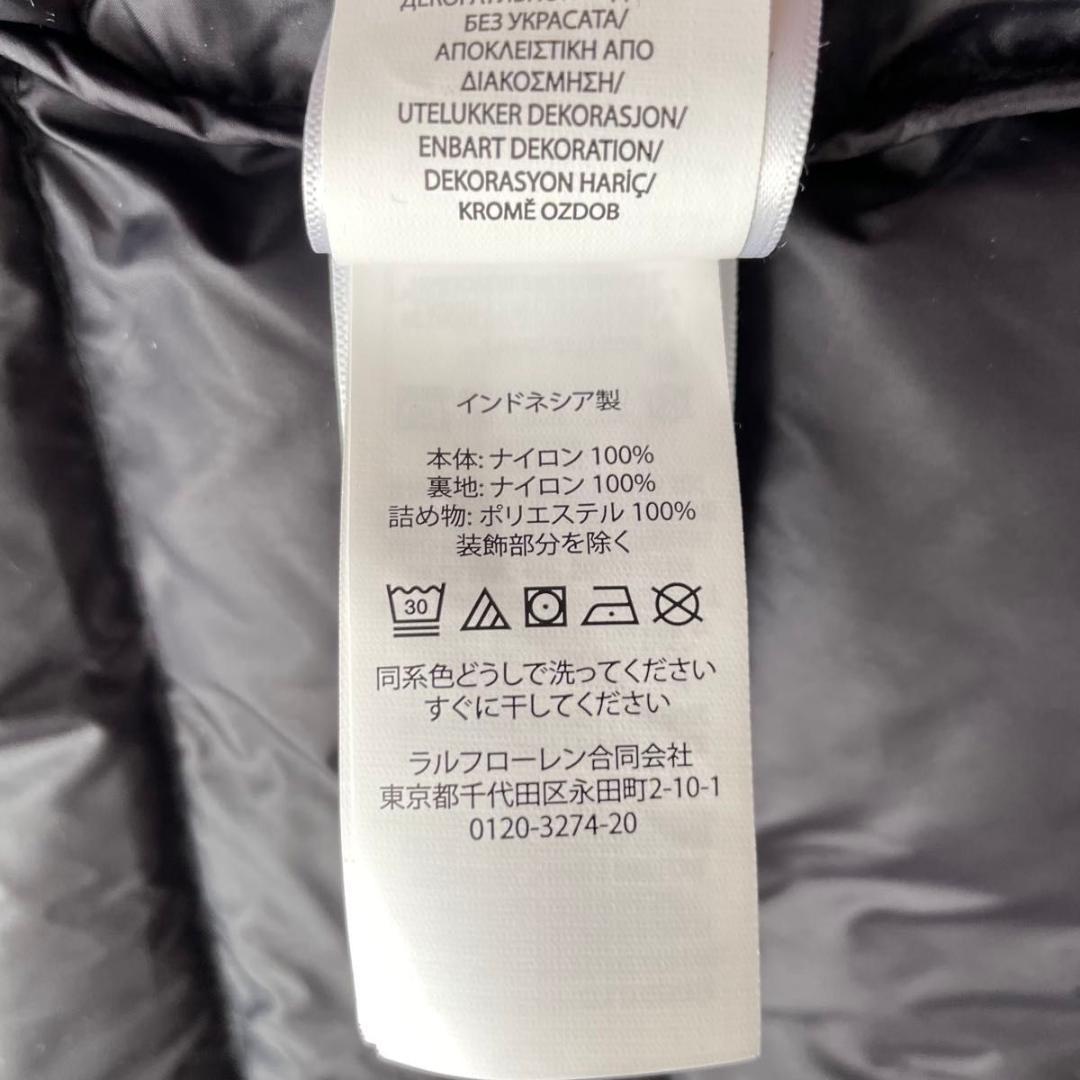 БЕЗ УКРАСАТА/
ΑΠΟΚΛΕΙΣΤΙΚΗ ΑΠΟ
ΔΙΑΚΟΣΜΗΣΗ/
UTELUKKER DEKORASJON/
ENBART DEKORATION/
DEKORASYON HARİÇ/
KROMĚ OZDOB
インドネシア製
本体: ナイロン 100%
裏地: ナイロン 100%
詰め物: ポリエステル 100%
装飾部分を除く
30
同系色どうしで洗ってください
すぐに干してください
ラルフローレン合同会社
東京都千代田区永田町2-10-1
0120-3274-20